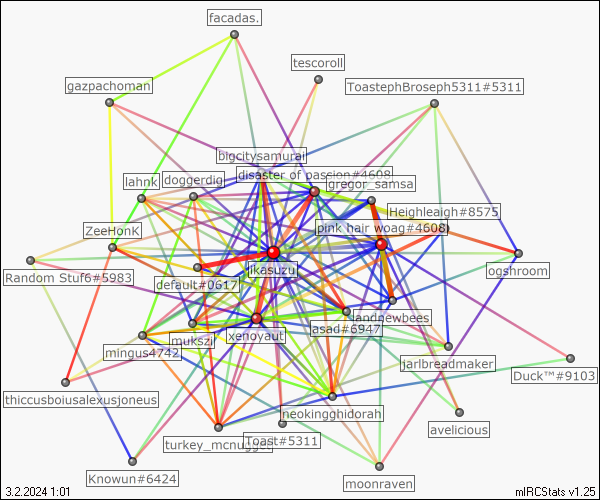 facadas.
tescoroll
gazpachoman
ToastephBroseph5311#5311
bigcitysamurai
disaster of passion#4608
lahnk
doggerdig
gregor_samsa
Heighleaigh#8575
pink hair woag#4608
ZeeHonK
ikasuzu
ogshroom
Random Stuf6#5983
default#0617
landnewbees
asad#6947
mukszi
xenoyaut
mingus4742
jarlbreadmaker
Duck™#9103
thiccusboiusalexusjoneus
neokingghidorah
avelicious
turkey_mcnugget
Toast#5311
Knowun#6424
moonraven
3.2.2024 1:01
mIRCStats v1.25